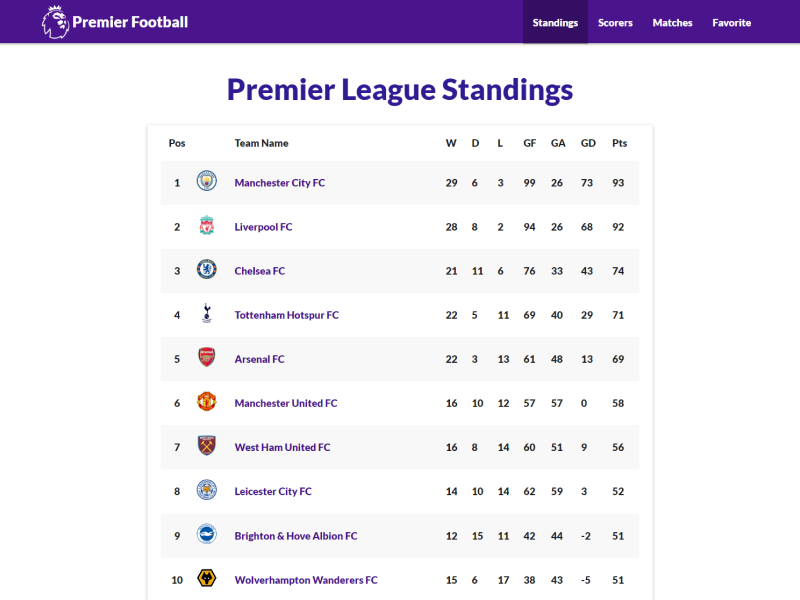 Premier Football Standings Scorers Matches Favorite
Premier League Standings
Pos Team Name W D L GF GA GD Pts
1 Manchester City FC 29 6 3 99 26 73 93
2 Liverpool FC 28 8 2 94 26 68 92
3 Chelsea FC 21 11 6 76 33 43 74
4 Tottenham Hotspur FC 22 5 11 69 40 29 71
5 Arsenal FC 22 3 13 61 48 13 69
6 Manchester United FC 16 10 12 57 57 0 58
7 West Ham United FC 16 8 14 60 51 9 56
8 Leicester City FC 14 10 14 62 59 3 52
9 Brighton & Hove Albion FC 12 15 11 42 44 -2 51
10 Wolverhampton Wanderers FC 15 6 17 38 43 -5 51